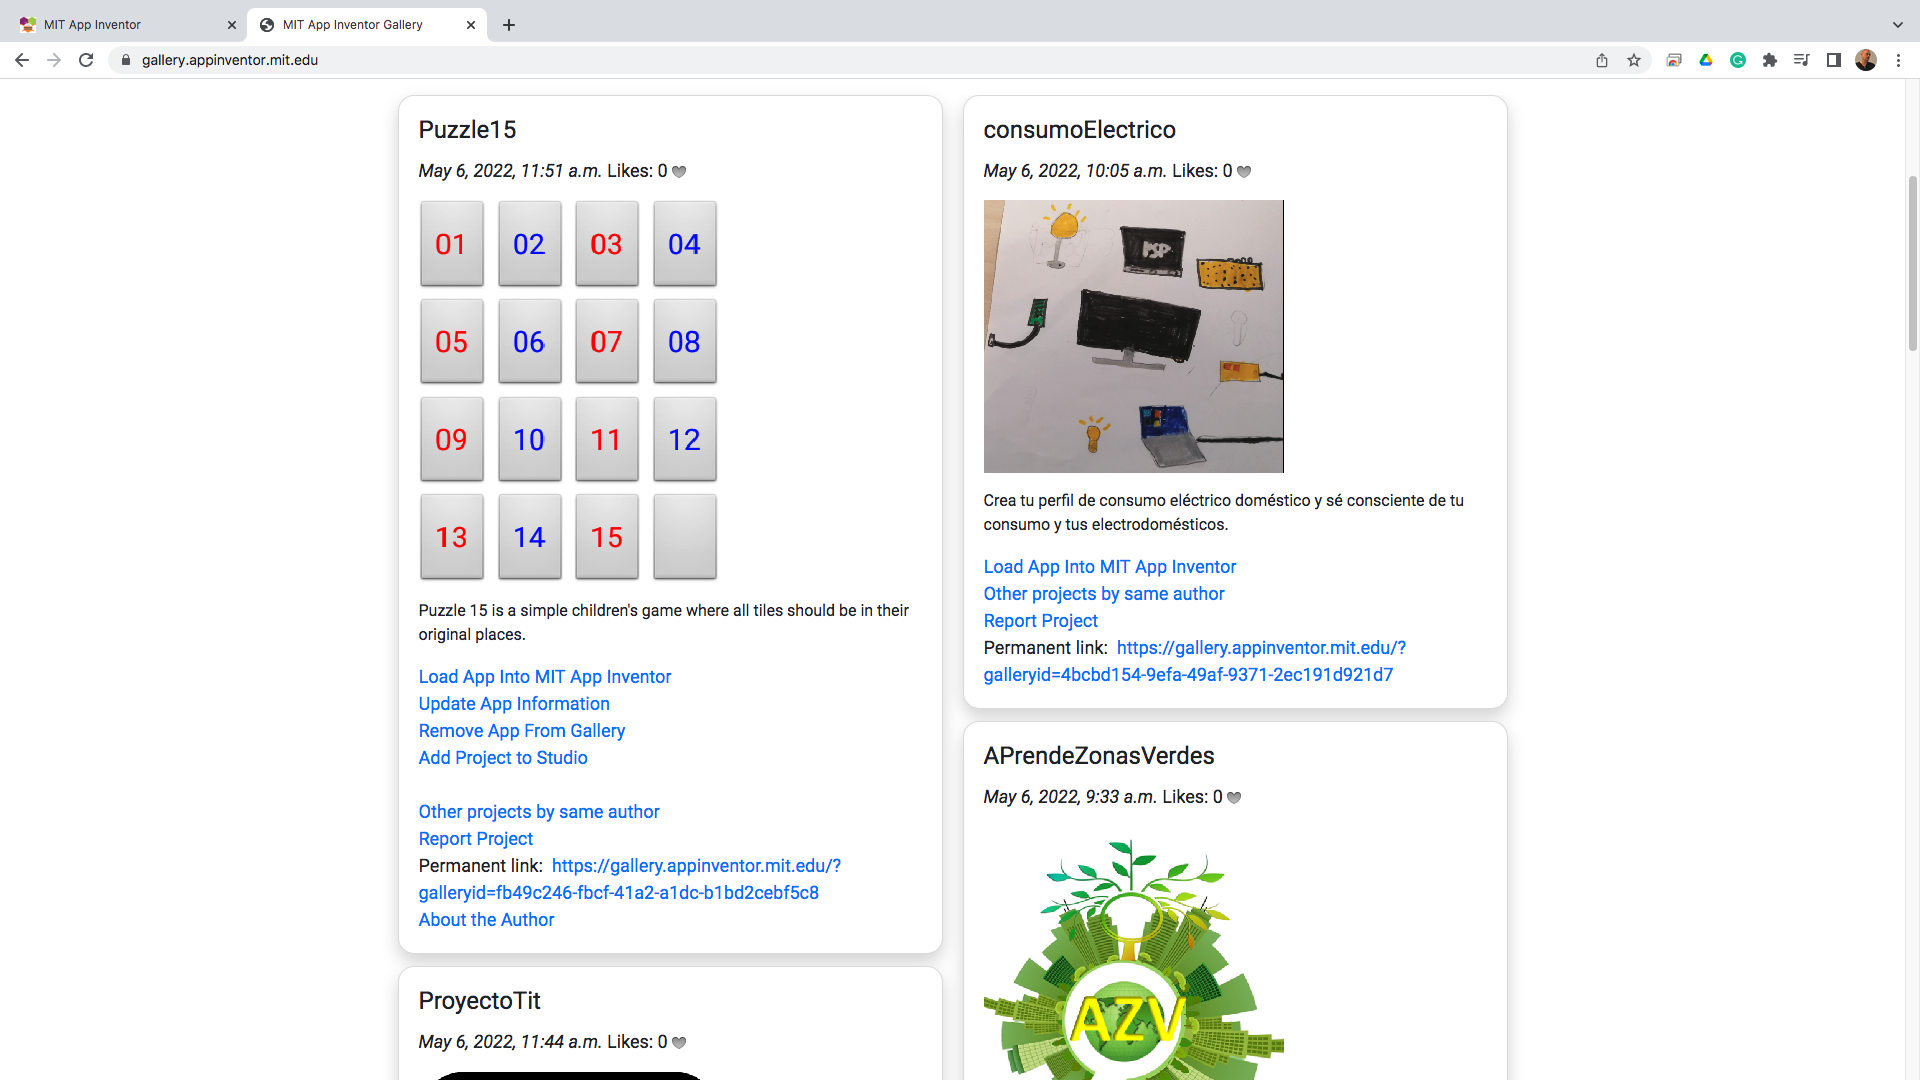 MIT App Inventor
MIT App Inventor Gallery
gallery.appinventor.mit.edu
Puzzle15
May 6, 2022, 11:51 a.m. Likes: 0
01 02 03 04
05 06 07 08
09 10 11 12
13 14 15
Puzzle 15 is a simple children's game where all tiles should be in their
original places.
Load App Into MIT App Inventor
Update App Information
Remove App From Gallery
Add Project to Studio
Other projects by same author
Report Project
Permanent link: https://gallery.appinventor.mit.edu/?
galleryid=fb49c246-fbcf-41a2-a1dc-b1bd2cebf5c8
About the Author
ProyectoTit
May 6, 2022, 11:44 a.m. Likes: 0
consumoElectrico
May 6, 2022, 10:05 a.m. Likes: 0
PSP
Crea tu perfil de consumo eléctrico doméstico y sé consciente de tu
consumo y tus electrodomésticos.
Load App Into MIT App Inventor
Other projects by same author
Report Project
Permanent link: https://gallery.appinventor.mit.edu/?
galleryid=4bcbd154-9efa-49af-9371-2ec191d921d7
APrendeZonasVerdes
May 6, 2022, 9:33 a.m. Likes: 0
AZV